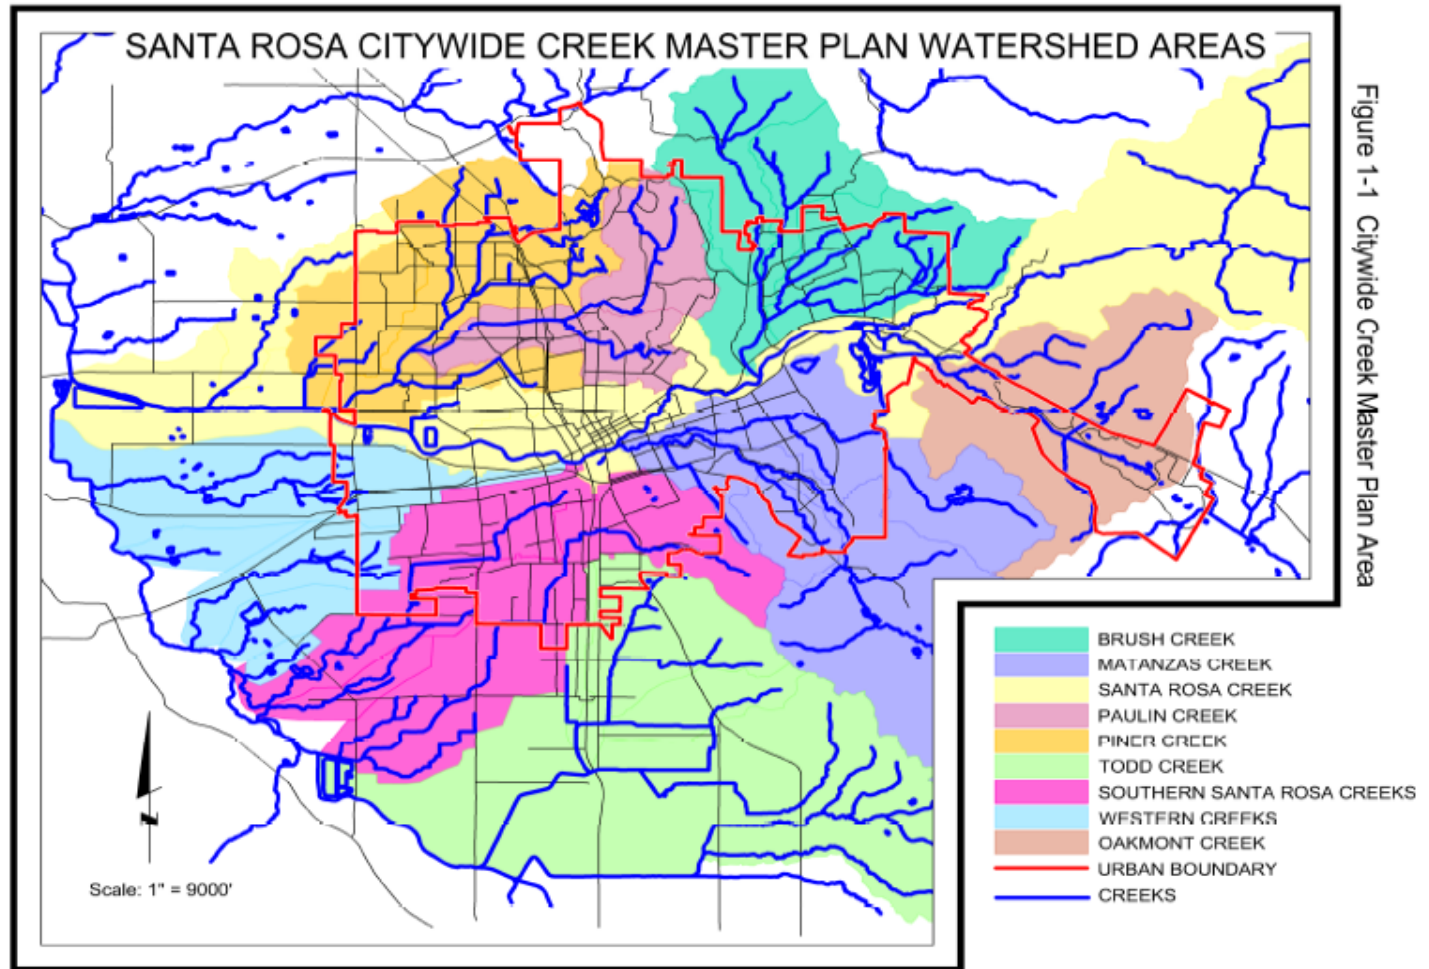 SANTA ROSA CITYWIDE CREEK MASTER PLAN WATERSHED AREAS
Figure 1-1 Citywide Creek Master Plan Area
BRUSH CREEK
MATANZAS CREEK
SANTA ROSA CREEK
PAULIN CREEK
PINER CREEK
TODD CREEK
SOUTHERN SANTA ROSA CREEKS
WESTERN CREEKS
OAKMONT CREEK
URBAN BOUNDARY
CREEKS
z
Scale: 1" = 9000'